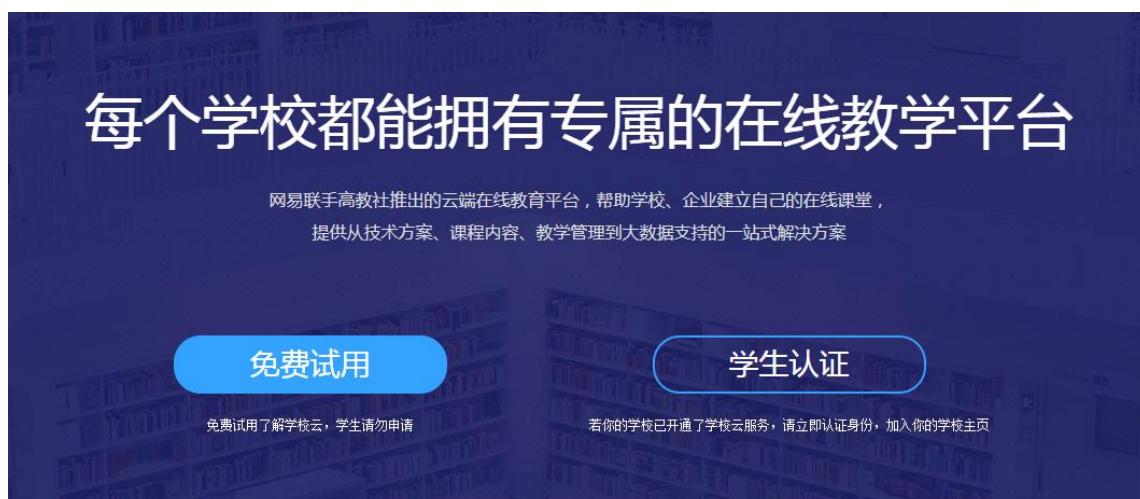 每个学校都能拥有专属的在线教学平台
网易联手高教社推出的云端在线教育平台，帮助学校、企业建立自己的在线课堂，
提供从技术方案、课程内容、教学管理到大数据支持的一站式解决方案
免费试用
学生认证
免费试用了解学校云，学生请勿申请
若你的学校已开通了学校云服务，请立即认证身份，加入你的学校主页